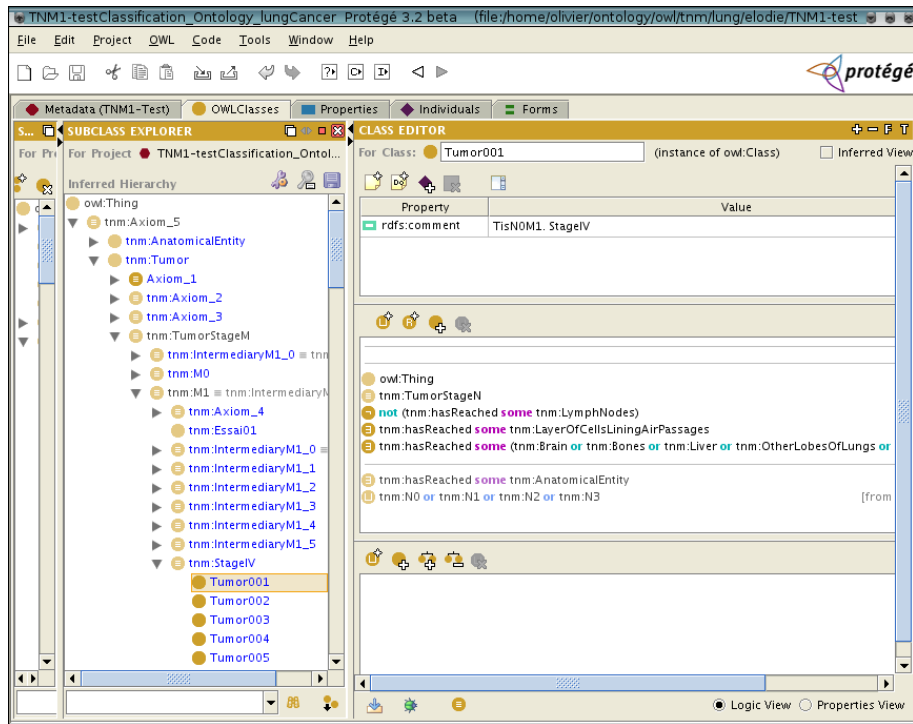 TNM1-testClassification_Ontology_lungCancer Protégé 3.2 beta (file:/home/olivier/ontology/owl/tnm/lung/elodie/TNM1-test
File Edit Project OWL Code Tools Window Help
protégé
Metadata (TNM1-Test) OWLClasses Properties Individuals Forms
S... SUBCLASS EXPLORER
For Pr
For Project TNM1-testClassification_Ontol...
Inferred Hierarchy
owl:Thing
tnm:Axiom_5
tnm:AnatomicalEntity
tnm:Tumor
Axiom_1
tnm:Axiom_2
tnm:Axiom_3
tnm:TumorStageM
tnm:IntermediaryM1_0 ≡ tnm
tnm:M0
tnm:M1 ≡ tnm:IntermediaryM
tnm:Axiom_4
tnm:Essai01
tnm:IntermediaryM1_0 ≡
tnm:IntermediaryM1_1
tnm:IntermediaryM1_2
tnm:IntermediaryM1_3
tnm:IntermediaryM1_4
tnm:IntermediaryM1_5
tnm:StageIV
Tumor001
Tumor002
Tumor003
Tumor004
Tumor005
CLASS EDITOR
For Class: Tumor001 (instance of owl:Class) Inferred View
Property Value
rdfs:comment TisN0M1. StageIV
owl:Thing
tnm:TumorStageN
not (tnm:hasReached some tnm:LymphNodes)
tnm:hasReached some tnm:LayerOfCellsLiningAirPassages
tnm:hasReached some (tnm:Brain or tnm:Bones or tnm:Liver or tnm:OtherLobesOfLungs or
tnm:hasReached some tnm:AnatomicalEntity
tnm:N0 or tnm:N1 or tnm:N2 or tnm:N3 [from
Logic View Properties View